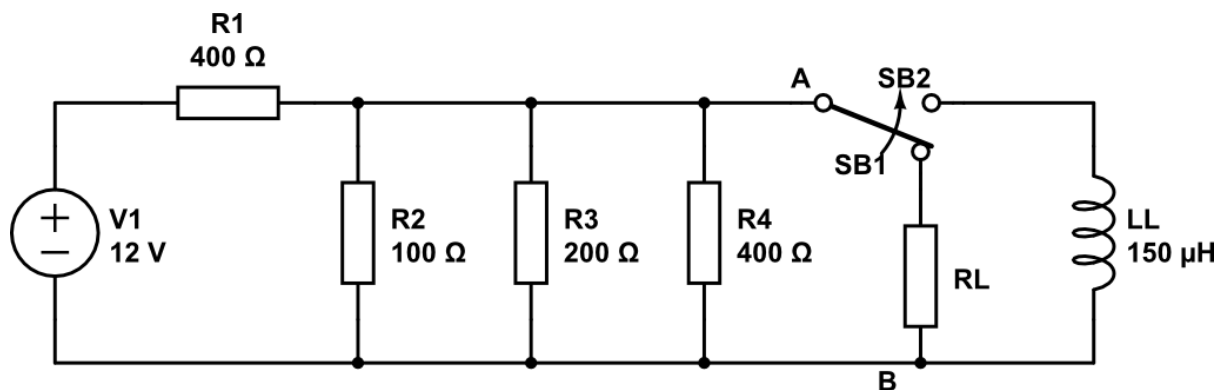 R1
400 Ω
A
SB2
SB1
V1
12 V
R2
100 Ω
R3
200 Ω
R4
400 Ω
RL
LL
150 µH
B